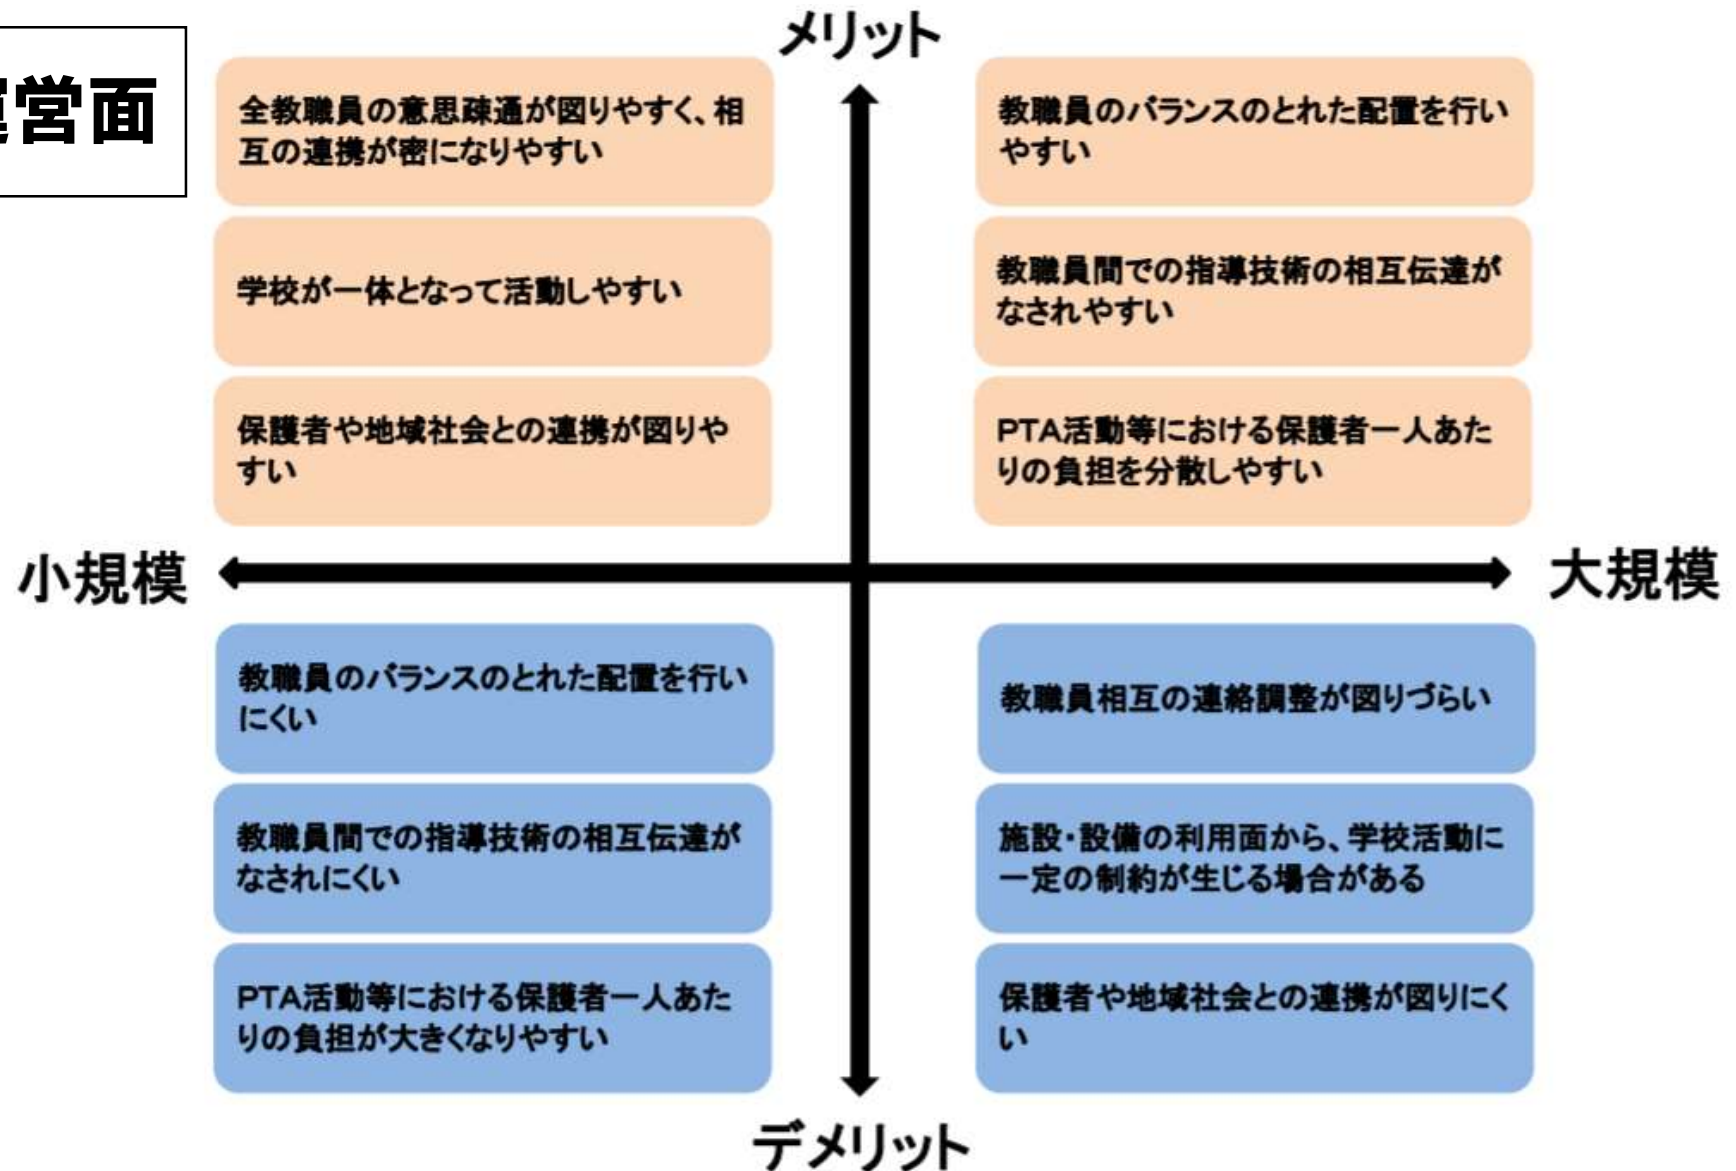 メリット
営面
全教職員の意思疎通が図りやすく、相
互の連携が密になりやすい
学校が一体となって活動しやすい
保護者や地域社会との連携が図りや
すい
教職員のバランスのとれた配置を行い
やすい
教職員間での指導技術の相互伝達が
なされやすい
PTA活動等における保護者一人あた
りの負担を分散しやすい
小規模
大規模
教職員のバランスのとれた配置を行い
にくい
教職員間での指導技術の相互伝達が
なされにくい
PTA活動等における保護者一人あた
りの負担が大きくなりやすい
教職員相互の連絡調整が図りづらい
施設・設備の利用面から、学校活動に
一定の制約が生じる場合がある
保護者や地域社会との連携が図りにく
い
デメリット